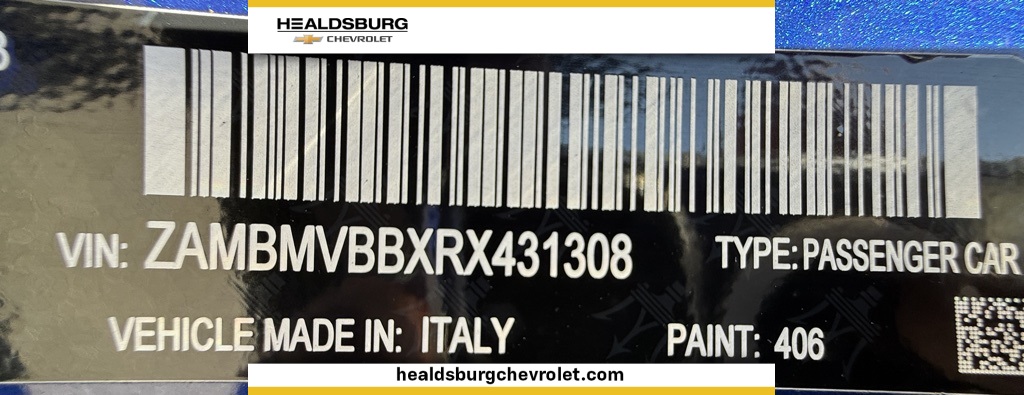 HEALDSBURG
CHEVROLET
VIN: ZAMBMVBBXRX431308
TYPE: PASSENGER CAR
VEHICLE MADE IN: ITALY
PAINT: 406
healdsburgchevrolet.com